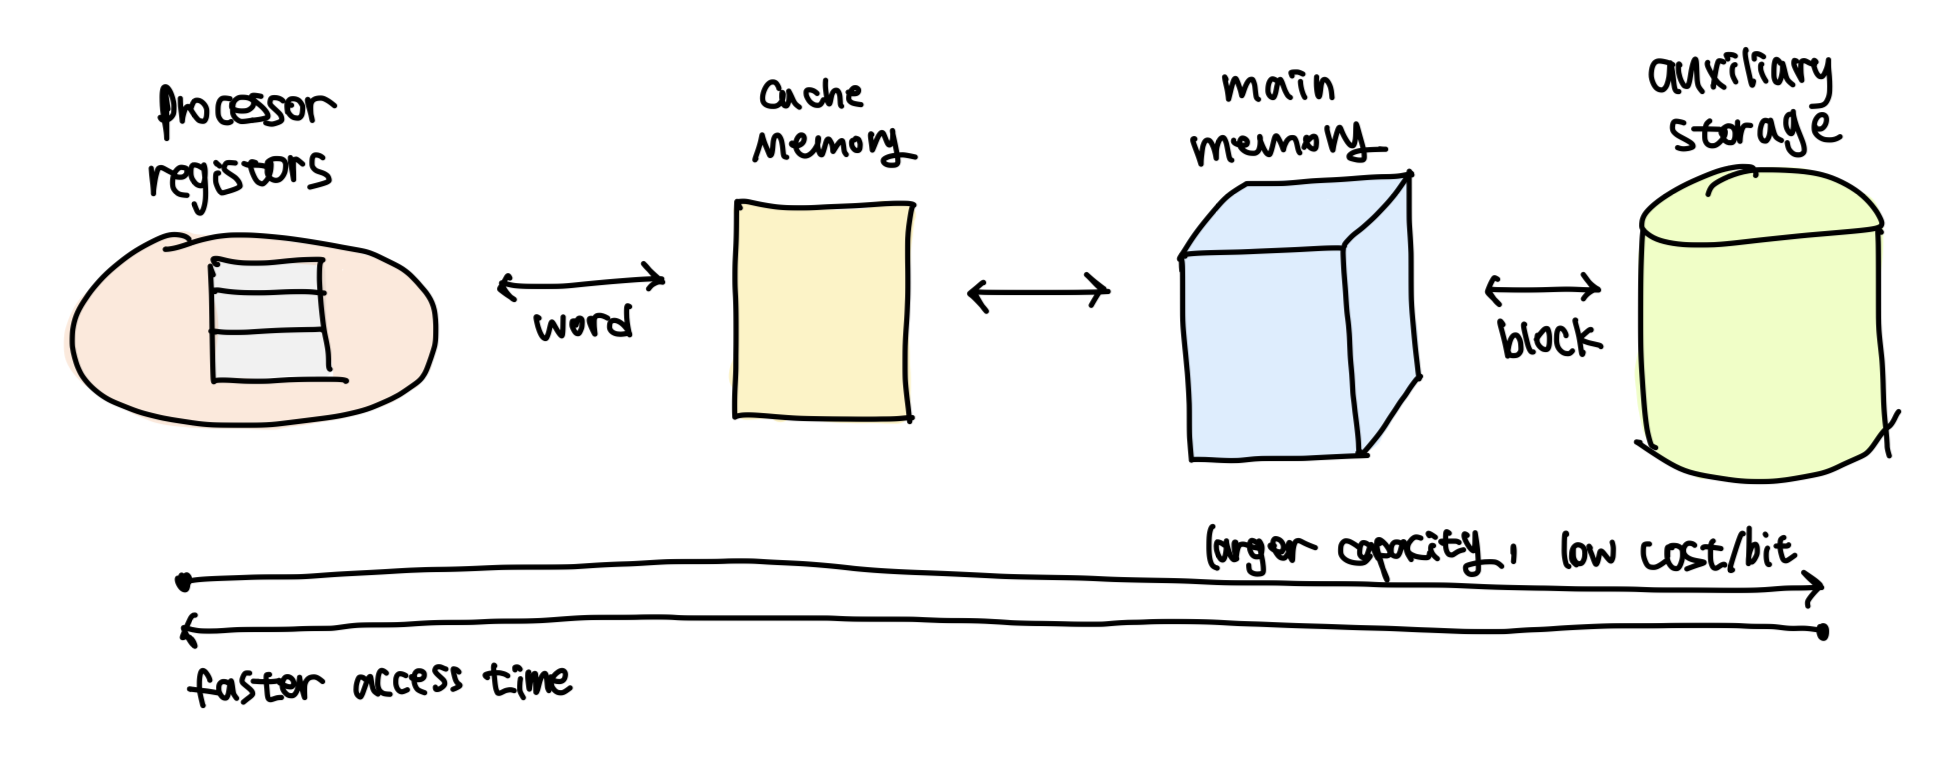 processor
registors
cache
memory
main
memory
auxiliary
storage
word
block
larger capacity, low cost/bit
faster access time